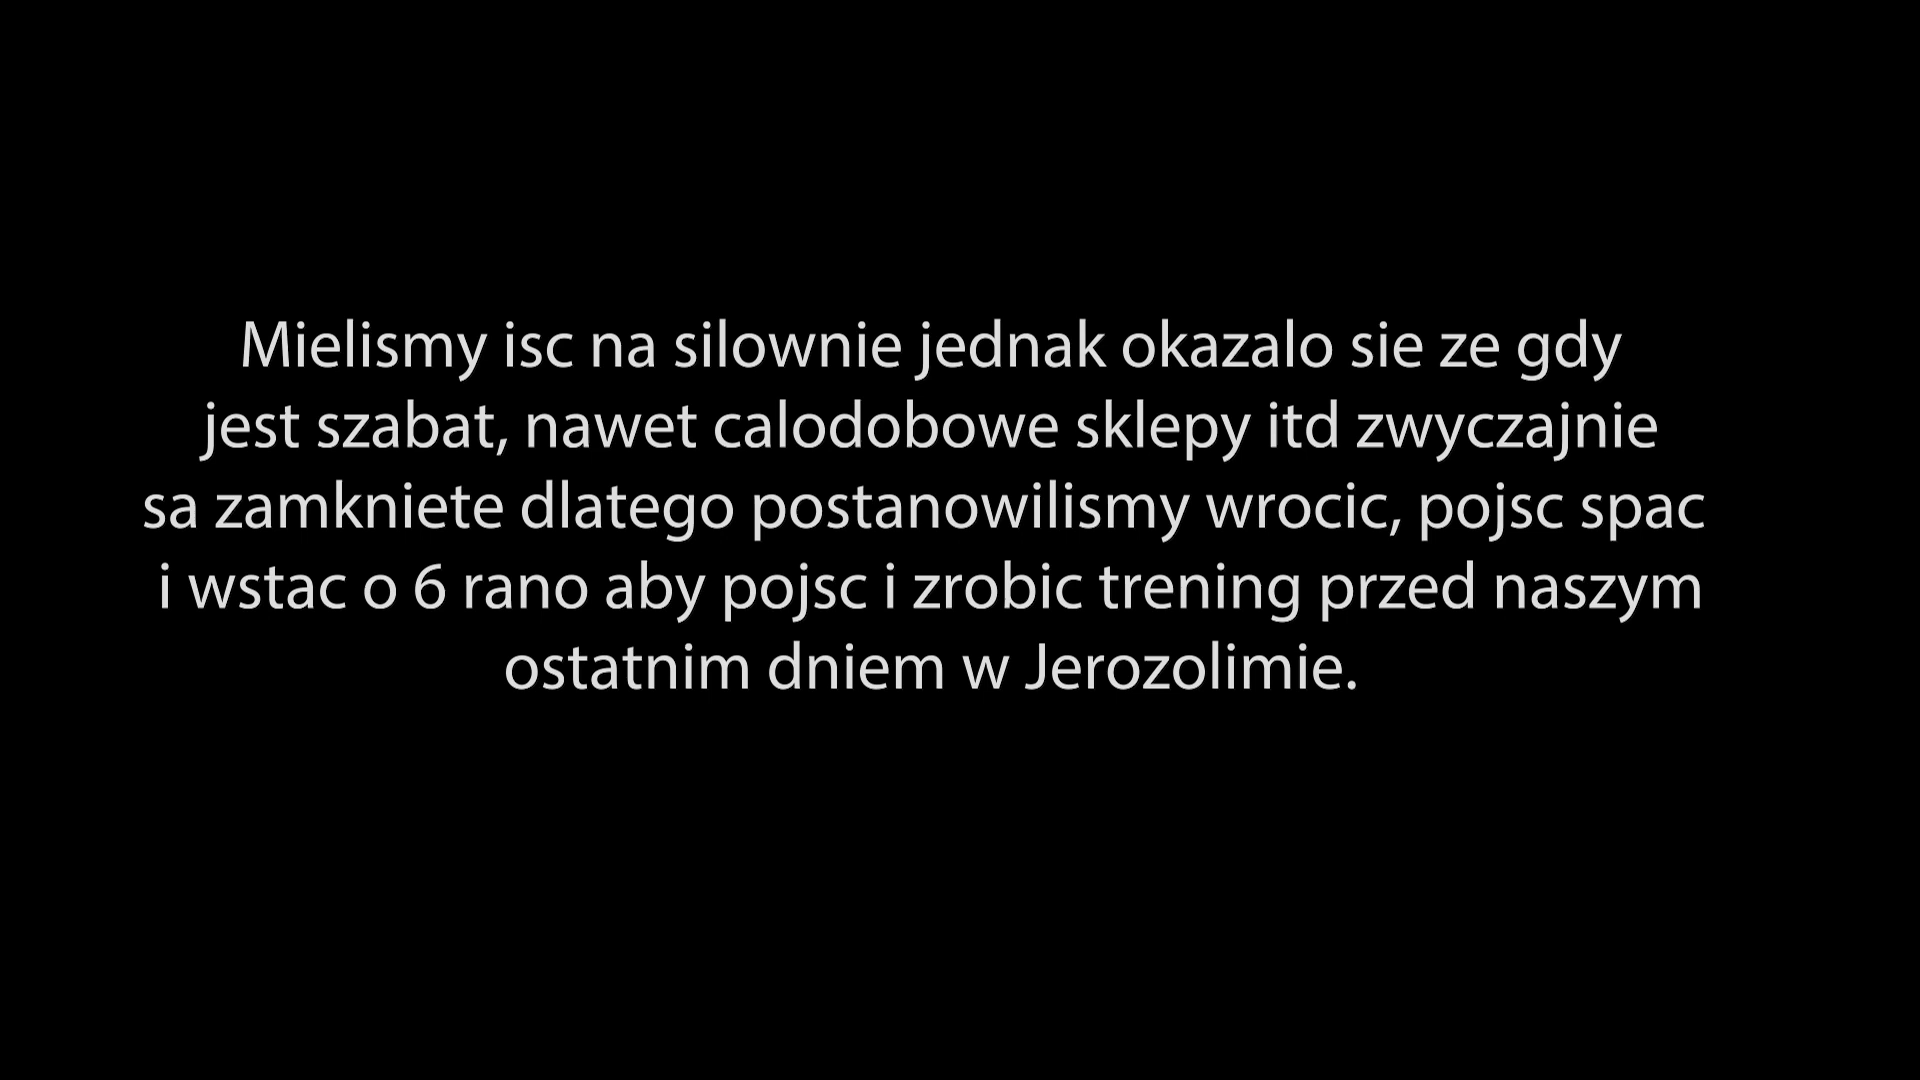 Mielismy isc na silownie jednak okazalo sie ze gdy
jest szabat, nawet calodobowe sklepy itd zwyczajnie
sa zamkniete dlatego postanowilismy wrocic, pojsc spac
i wstac o 6 rano aby pojsc i zrobic trening przed naszym
ostatnim dniem w Jerozolimie.